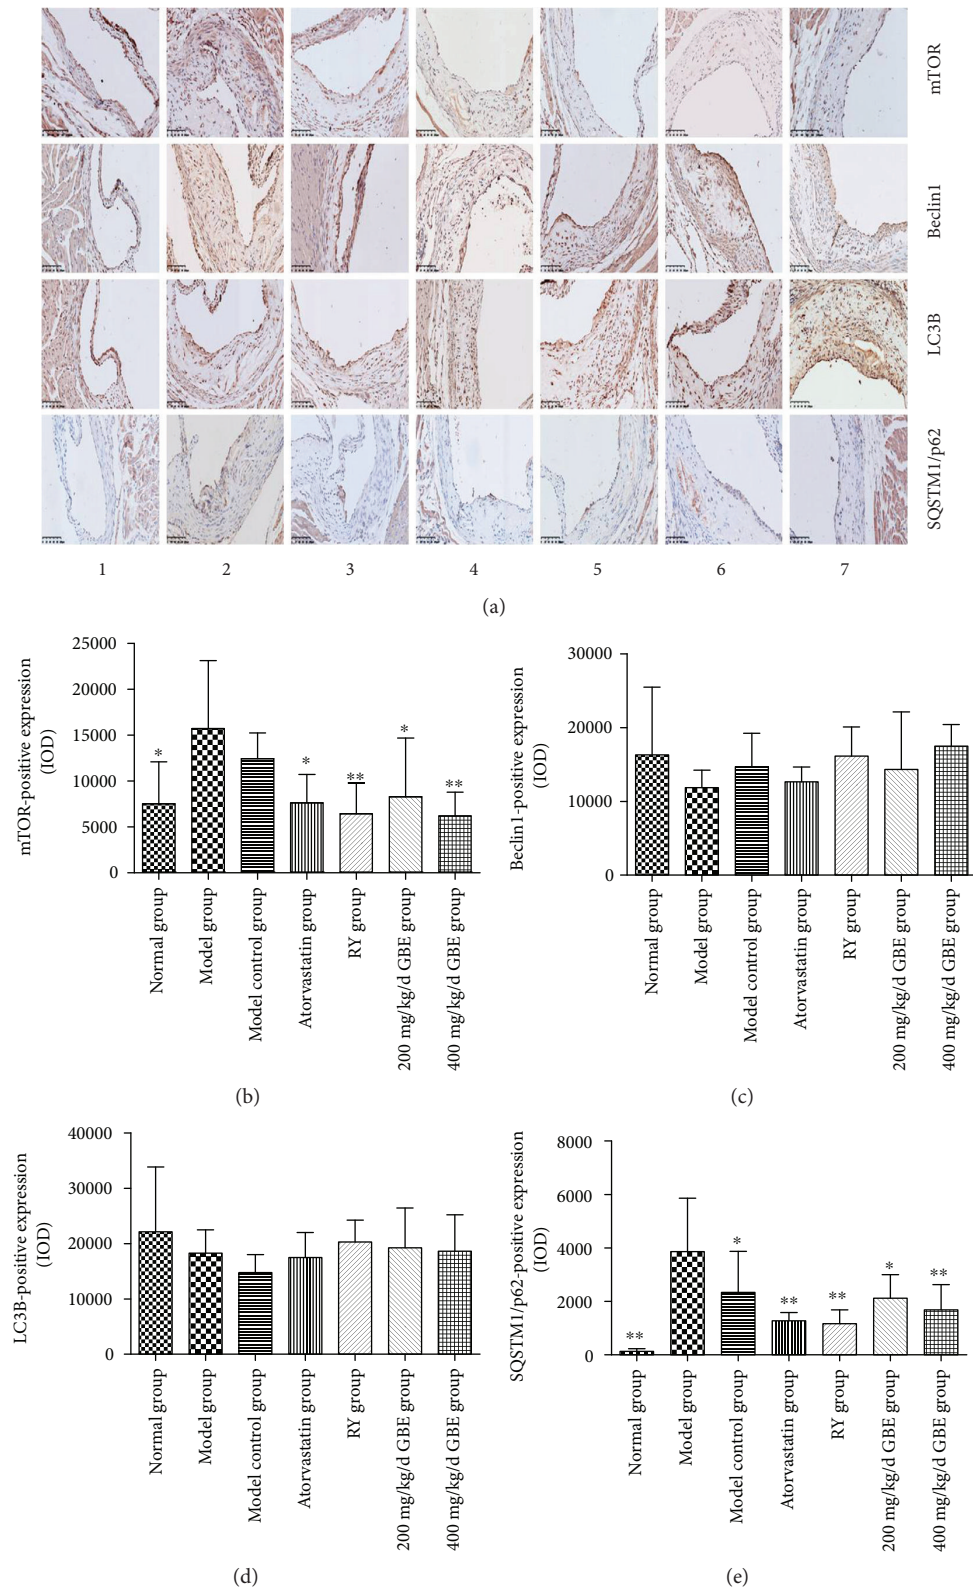 mTOR
Beclin1
LC3B
SQSTM1/p62
1 2 3 4 5 6 7
(a)
mTOR-positive expression
(IOD)
25000
20000
15000
10000
5000
0
* * ** * **
Normal group
Model group
Model control group
Atorvastatin group
RY group
200 mg/kg/d GBE group
400 mg/kg/d GBE group
(b)
Beclin1-positive expression
(IOD)
30000
20000
10000
0
Normal group
Model group
Model control group
Atorvastatin group
RY group
200 mg/kg/d GBE group
400 mg/kg/d GBE group
(c)
LC3B-positive expression
(IOD)
40000
30000
20000
10000
0
Normal group
Model group
Model control group
Atorvastatin group
RY group
200 mg/kg/d GBE group
400 mg/kg/d GBE group
(d)
SQSTM1/p62-positive expression
(IOD)
8000
6000
4000
2000
0
** * ** ** * **
Normal group
Model group
Model control group
Atorvastatin group
RY group
200 mg/kg/d GBE group
400 mg/kg/d GBE group
(e)